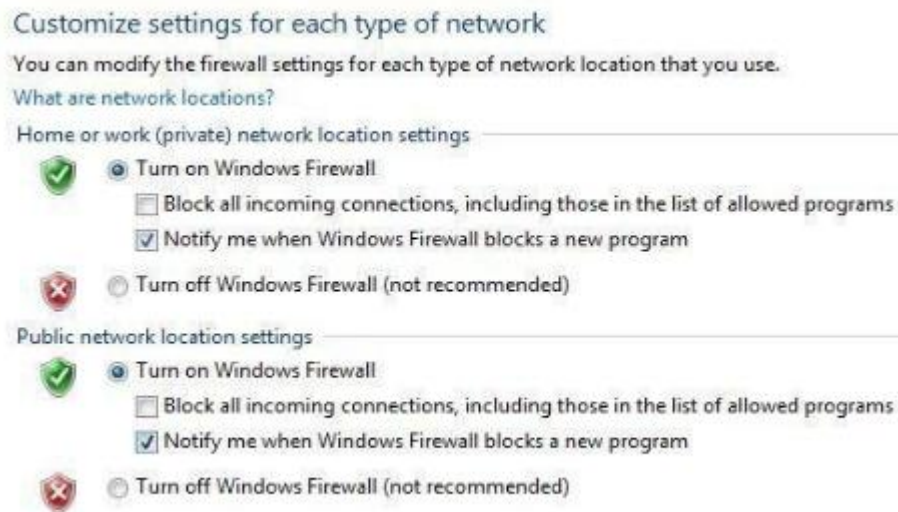 Customize settings for each type of network
You can modify the firewall settings for each type of network location that you use.
What are network locations?
Home or work (private) network location settings
Turn on Windows Firewall
Block all incoming connections, including those in the list of allowed programs
Notify me when Windows Firewall blocks a new program
Turn off Windows Firewall (not recommended)
Public network location settings
Turn on Windows Firewall
Block all incoming connections, including those in the list of allowed programs
Notify me when Windows Firewall blocks a new program
Turn off Windows Firewall (not recommended)